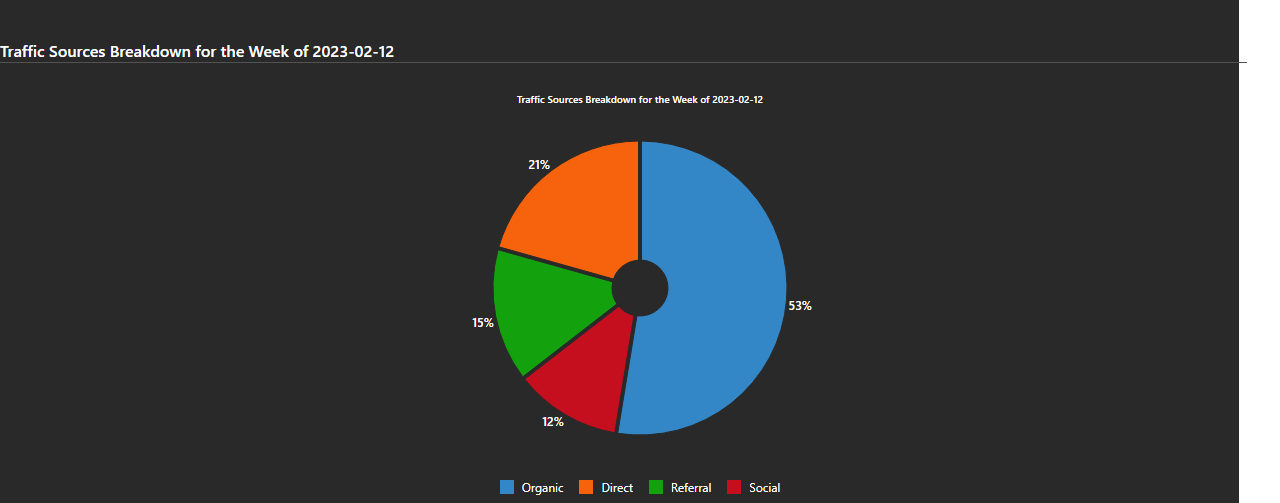 Traffic Sources Breakdown for the Week of 2023-02-12
Traffic Sources Breakdown for the Week of 2023-02-12
21%
53%
15%
12%
Organic Direct Referral Social